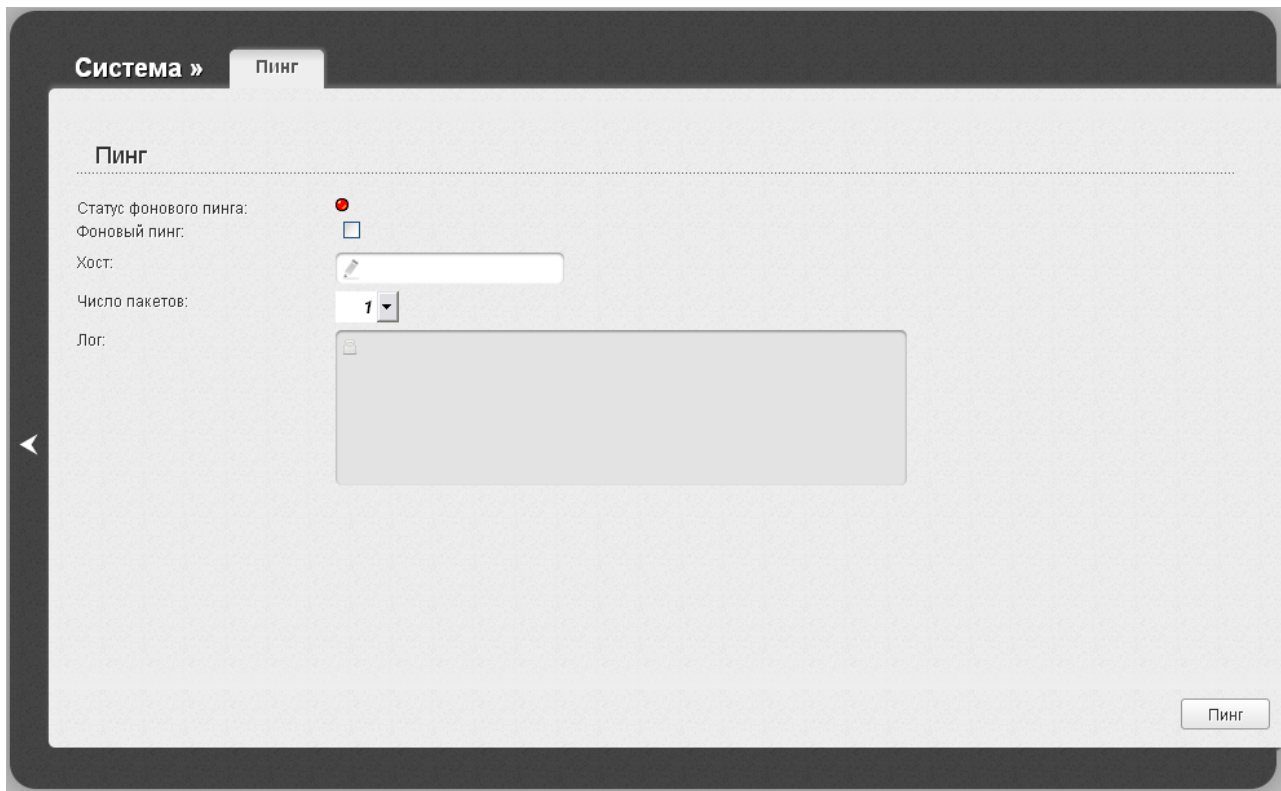 Система »
Пинг
Пинг
Статус фонового пинга:
Фоновый пинг:
Хост:
Число пакетов:
1
Лог:
Пинг